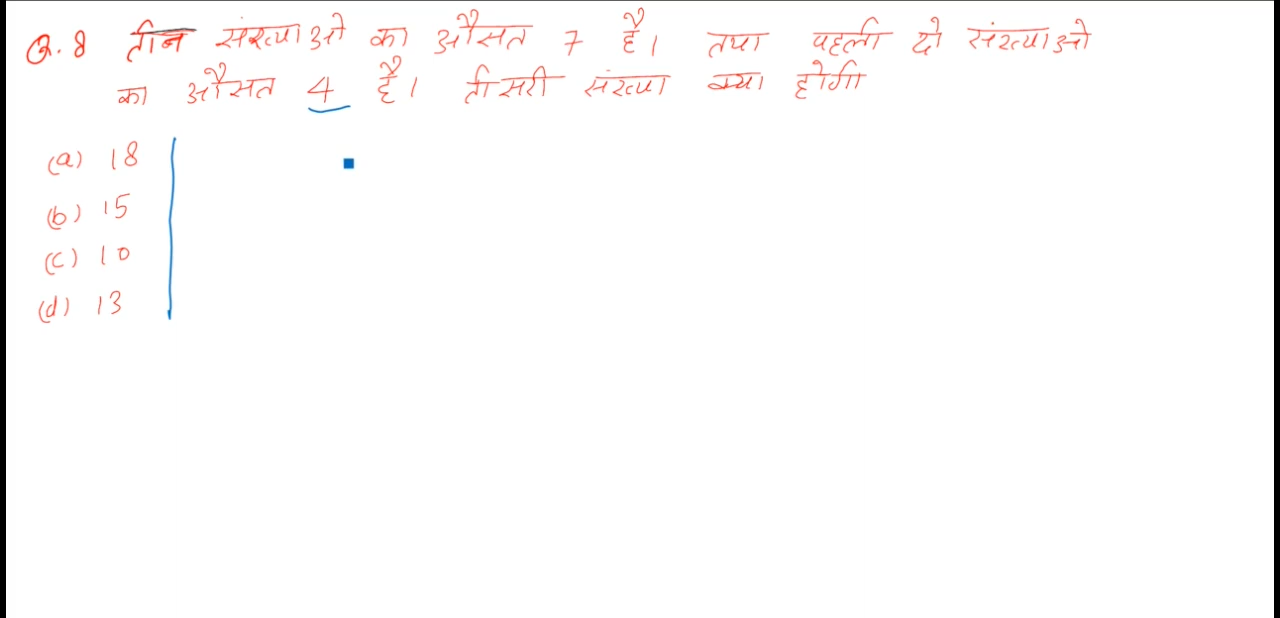 Q.8 तीन संख्याओ का औसत 7 है। तथा पहली दो संख्याओ
का औसत 4 है। तीसरी संख्या क्या होगी
(a) 18
(b) 15
(c) 10
(d) 13